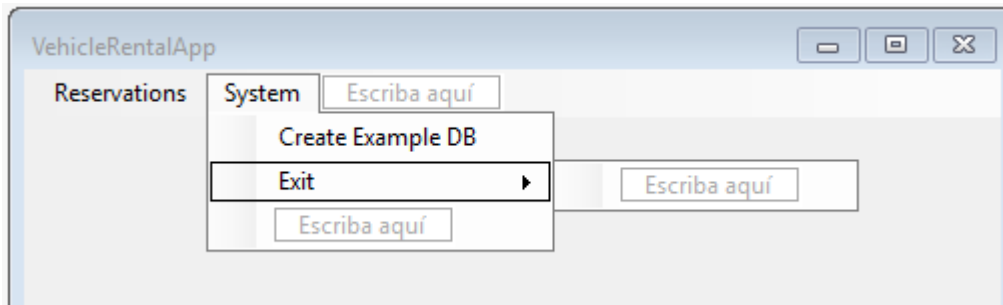 VehicleRentalApp
Reservations System Escriba aquí
Create Example DB
Exit Escriba aquí
Escriba aquí